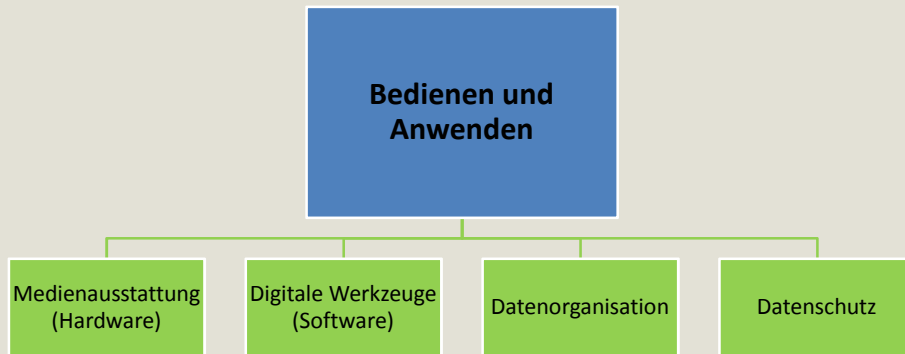 Bedienen und
Anwenden
Medienausstattung
(Hardware)
Digitale Werkzeuge
(Software)
Datenorganisation
Datenschutz